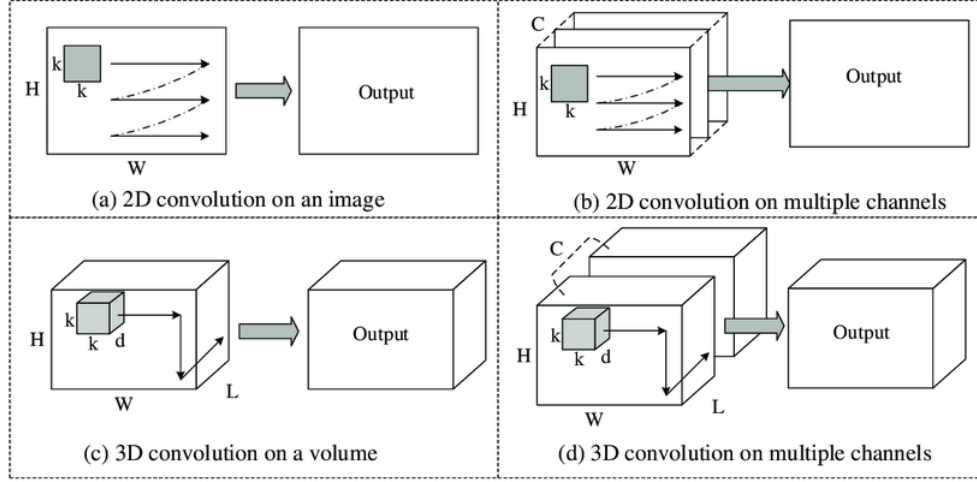 k
k
H
W
Output
(a) 2D convolution on an image
C
k
k
H
W
Output
(b) 2D convolution on multiple channels
k
k
d
H
W
L
Output
(c) 3D convolution on a volume
C
k
k
d
H
W
L
Output
(d) 3D convolution on multiple channels